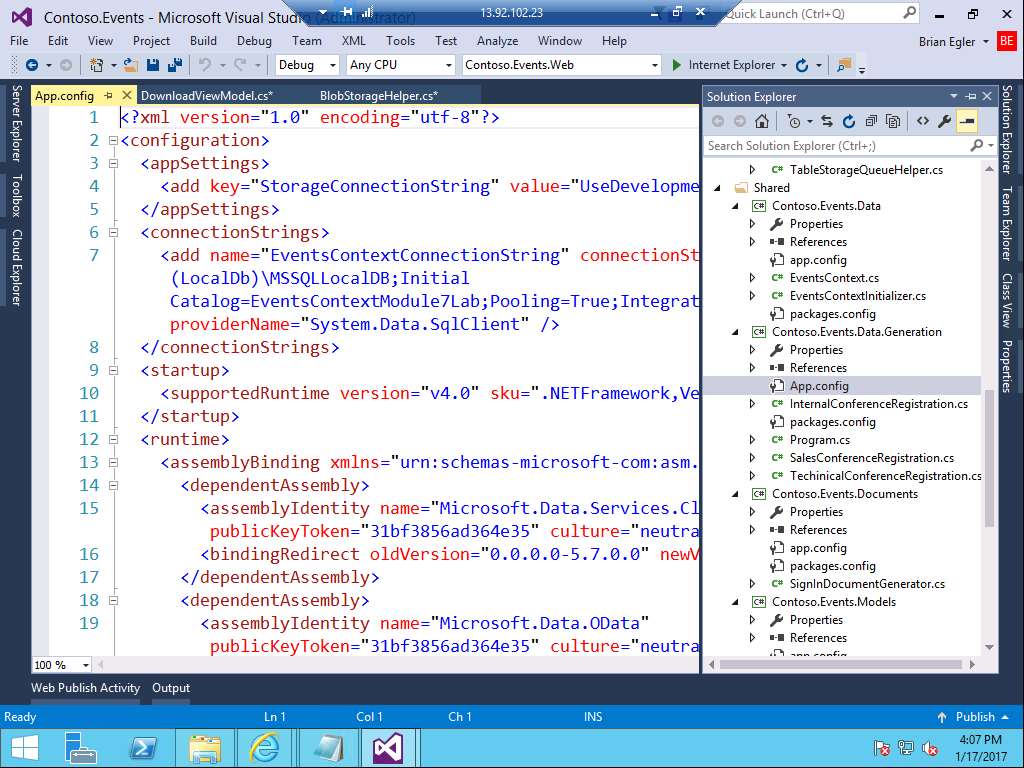 Contoso.Events - Microsoft Visual Studio (Administrator)
13.92.102.23
Quick Launch (Ctrl+Q)
File Edit View Project Build Debug Team XML Tools Test Analyze Window Help
Brian Egler
BE
Debug
Any CPU
Contoso.Events.Web
Internet Explorer
Server Explorer
Toolbox
Cloud Explorer
App.config
DownloadViewModel.cs*
BlobStorageHelper.cs*
1 <?xml version="1.0" encoding="utf-8"?>
2 <configuration>
3 <appSettings>
4 <add key="StorageConnectionString" value="UseDevelopme
5 </appSettings>
6 <connectionStrings>
7 <add name="EventsContextConnectionString" connectionSt
(LocalDb)\MSSQLLocalDB;Initial
Catalog=EventsContextModule7Lab;Pooling=True;Integrat
providerName="System.Data.SqlClient" />
8 </connectionStrings>
9 <startup>
10 <supportedRuntime version="v4.0" sku=".NETFramework,Ve
11 </startup>
12 <runtime>
13 <assemblyBinding xmlns="urn:schemas-microsoft-com:asm.
14 <dependentAssembly>
15 <assemblyIdentity name="Microsoft.Data.Services.Cl
publicKeyToken="31bf3856ad364e35" culture="neutra
16 <bindingRedirect oldVersion="0.0.0.0-5.7.0.0" newV
17 </dependentAssembly>
18 <dependentAssembly>
19 <assemblyIdentity name="Microsoft.Data.OData"
publicKeyToken="31bf3856ad364e35" culture="neutra
100 %
Solution Explorer
Search Solution Explorer (Ctrl+;)
C# TableStorageQueueHelper.cs
Shared
C# Contoso.Events.Data
Properties
References
app.config
C# EventsContext.cs
C# EventsContextInitializer.cs
packages.config
C# Contoso.Events.Data.Generation
Properties
References
App.config
C# InternalConferenceRegistration.cs
packages.config
C# Program.cs
C# SalesConferenceRegistration.cs
C# TechinicalConferenceRegistration.cs
C# Contoso.Events.Documents
Properties
References
app.config
packages.config
C# SignInDocumentGenerator.cs
C# Contoso.Events.Models
Properties
References
app.config
Solution Explorer
Team Explorer
Class View
Properties
Web Publish Activity
Output
Ready
Ln 1
Col 1
Ch 1
INS
Publish
4:07 PM
1/17/2017